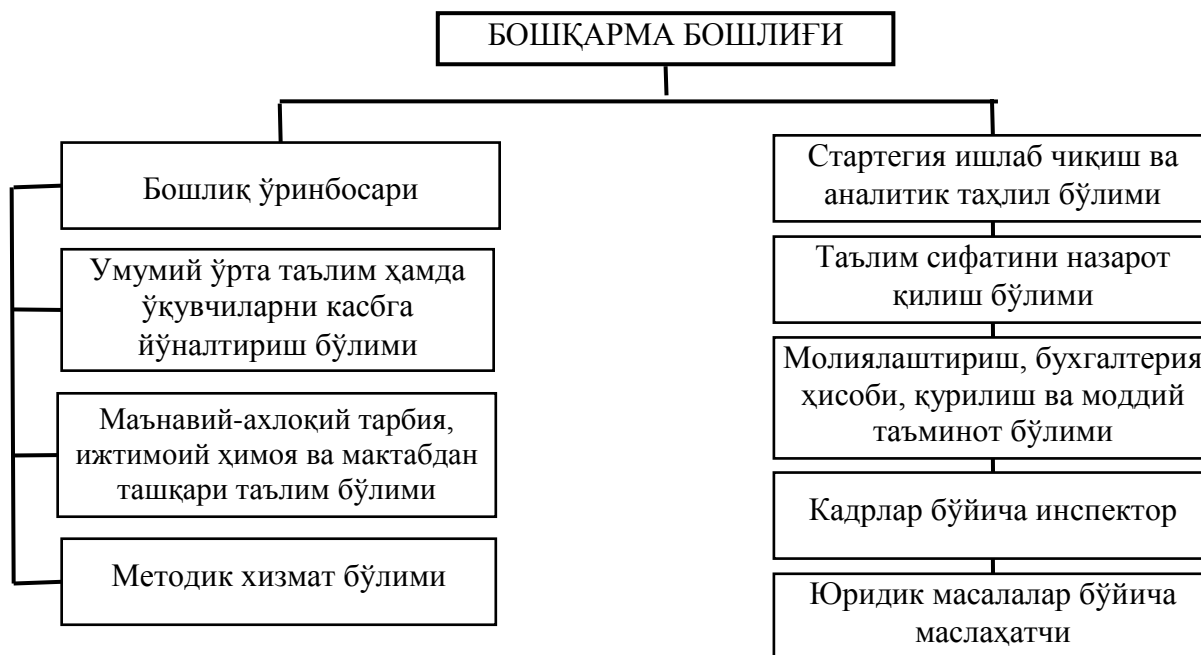 БОШҚАРМА БОШЛИҒИ
Бошлиқ ўринбосари
Умумий ўрта таълим ҳамда
ўқувчиларни касбга
йўналтириш бўлими
Маънавий-ахлоқий тарбия,
ижтимоий ҳимоя ва мактабдан
ташқари таълим бўлими
Методик хизмат бўлими
Стартегия ишлаб чиқиш ва
аналитик таҳлил бўлими
Таълим сифатини назарот
қилиш бўлими
Молиялаштириш, бухгалтерия
ҳисоби, қурилиш ва моддий
таъминот бўлими
Кадрлар бўйича инспектор
Юридик масалалар бўйича
маслаҳатчи